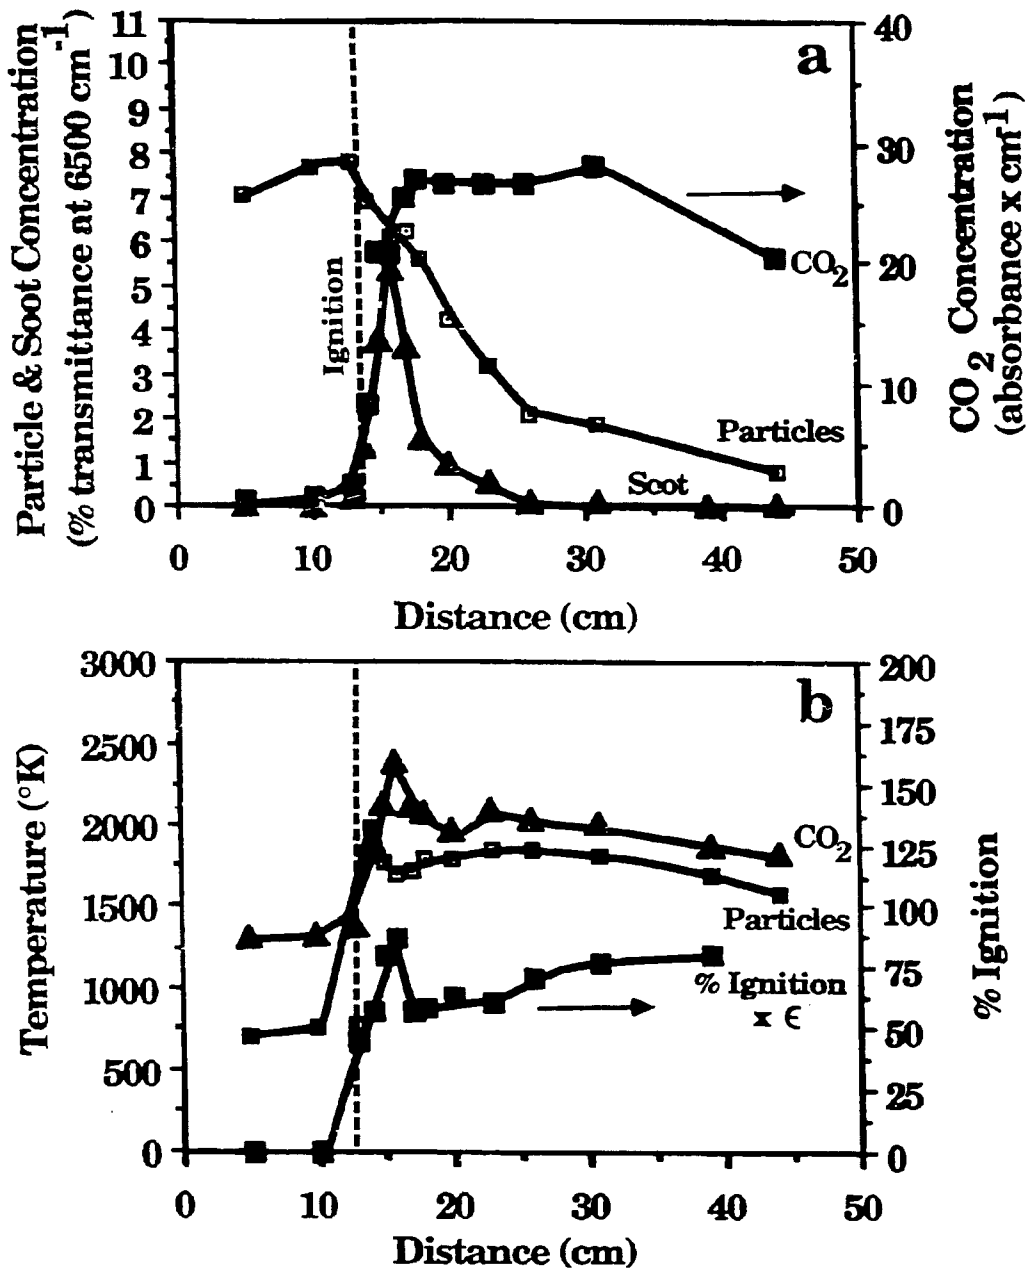 Particle & Soot Concentration
(% transmittance at 6500 cm-1)
11
10
9
8
7
6
5
4
3
2
1
0
a
Ignition
CO2
Particles
Scot
40
30
20
10
0
CO2 Concentration
(absorbance x cm-1)
0 10 20 30 40 50
Distance (cm)
Temperature (°K)
3000
2500
2000
1500
1000
500
0
b
CO2
Particles
% Ignition
x ϵ
200
175
150
125
100
75
50
25
0
% Ignition
0 10 20 30 40 50
Distance (cm)